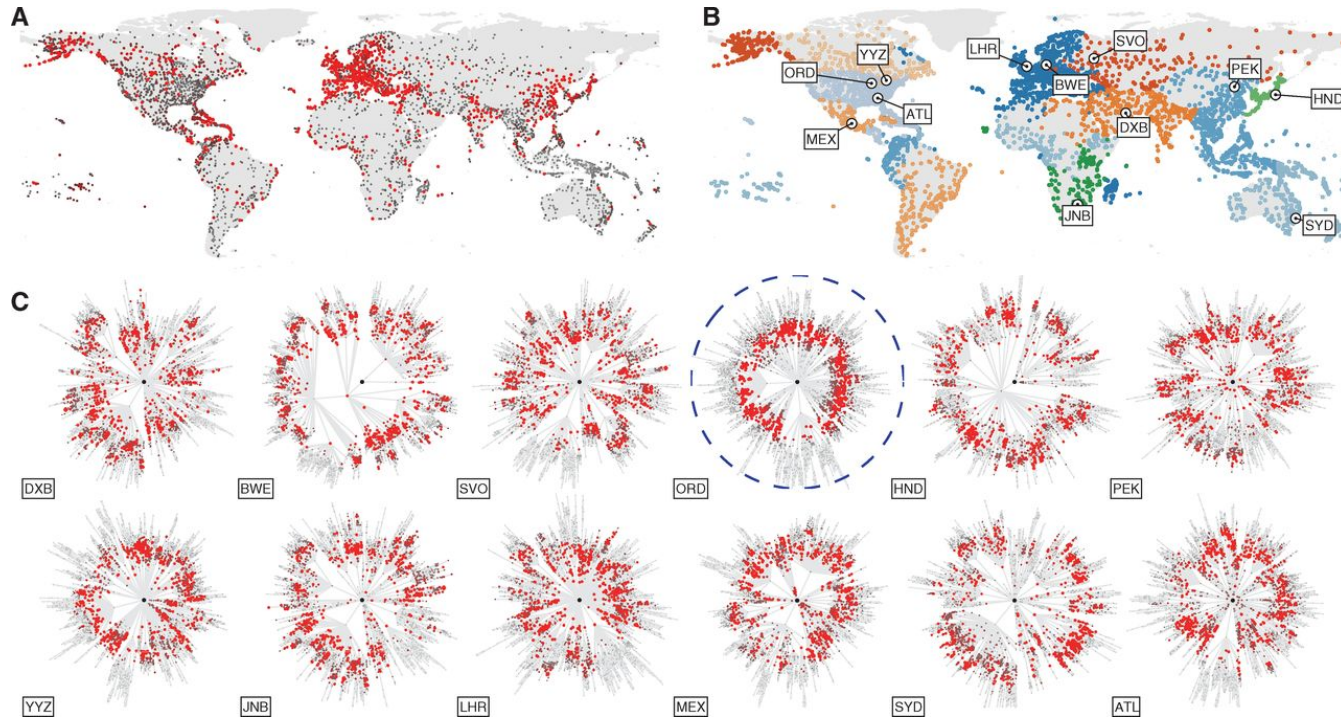 A
B
SVO
LHR
YYZ
PEK
ORD
BWE
HND
ATL
DXB
MEX
JNB
SYD
C
DXB
BWE
SVO
ORD
HND
PEK
YYZ
JNB
LHR
MEX
SYD
ATL